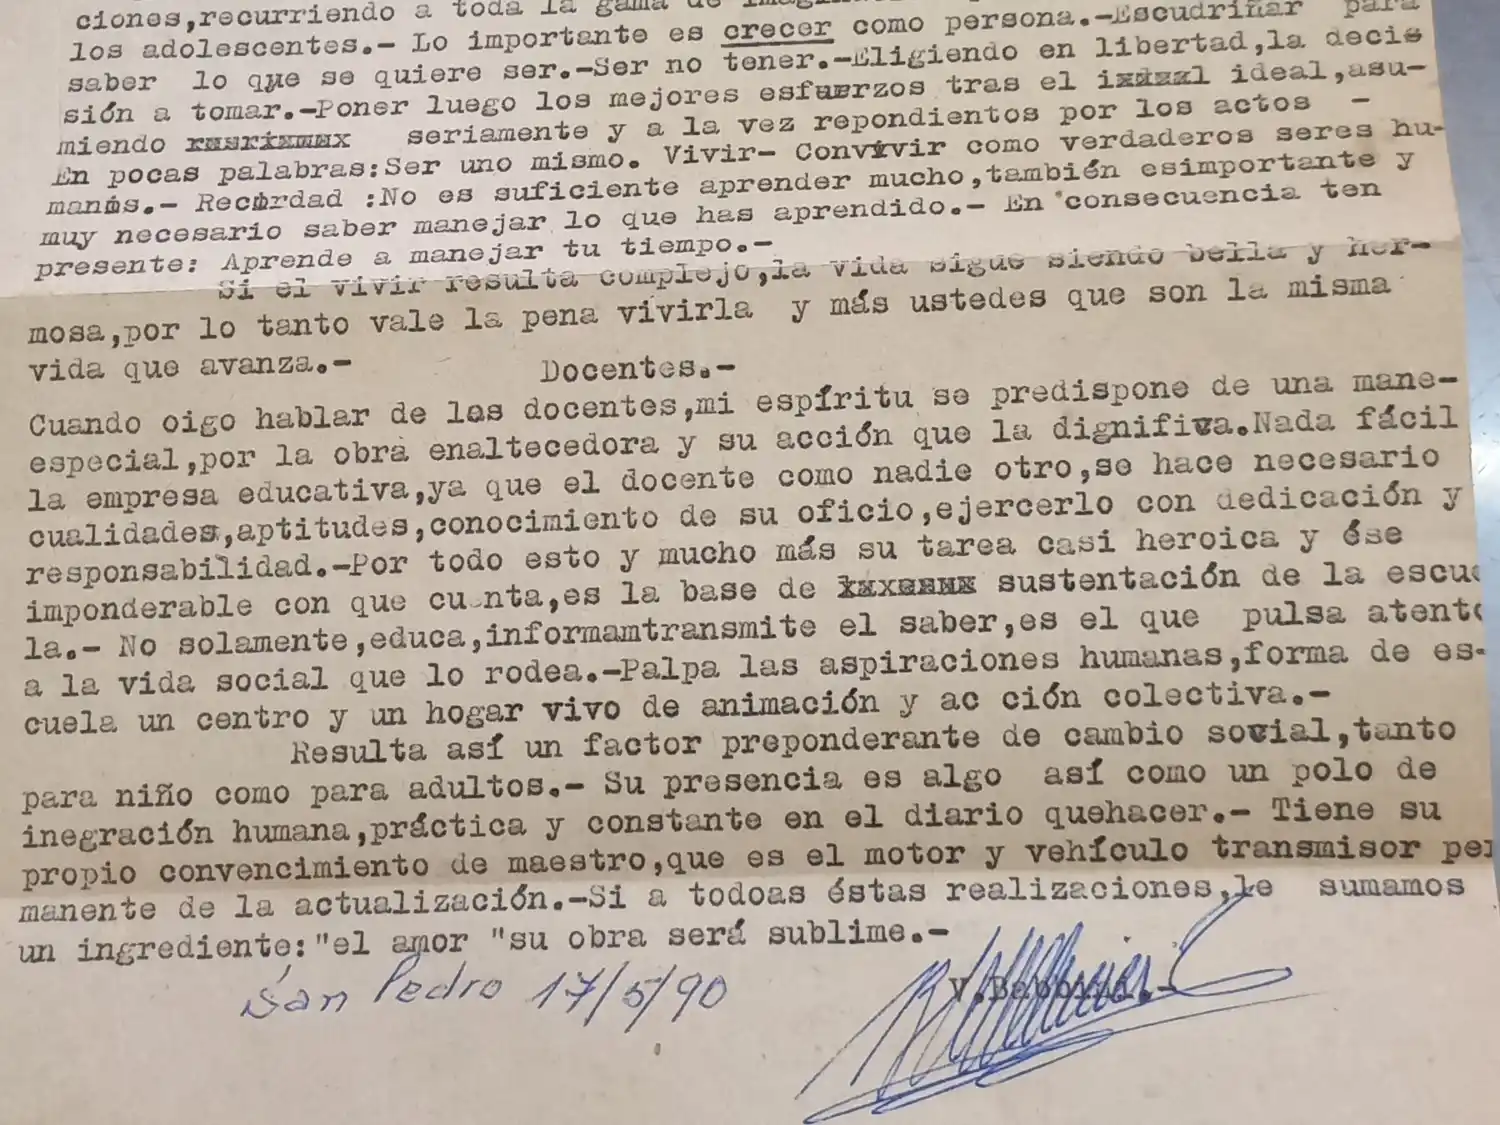 ciones,recurriendo a toda la gama de
los adolescentes.- Lo importante es crecer como persona.-Escudriñar para
saber lo que se quiere ser.-Ser no tener.-Eligiendo en libertad,la decis
sión a tomar.-Poner luego los mejores esfuerzos tras el ideal,asu-
miendo seriamente y a la vez repondientos por los actos -
En pocas palabras:Ser uno mismo. Vivir- Convivir como verdaderos seres hu-
manos.- Recordad :No es suficiente aprender mucho,también esimportante y
muy necesario saber manejar lo que has aprendido.- En consecuencia ten
presente: Aprende a manejar tu tiempo.-
Si el vivir resulta complejo,la vida sigue siendo bella y her-
mosa,por lo tanto vale la pena vivirla y más ustedes que son la misma
vida que avanza.-
Docentes.-
Cuando oigo hablar de los docentes,mi espíritu se predispone de una mane-
especial,por la obra enaltecedora y su acción que la dignifiva.Nada fácil
la empresa educativa,ya que el docente como nadie otro,se hace necesario
cualidades,aptitudes,conocimiento de su oficio,ejercerlo con dedicación y
responsabilidad.-Por todo esto y mucho más su tarea casi heroica y ése
imponderable con que cuenta,es la base de sustentación de la escue
la.- No solamente,educa,informamtransmite el saber,es el que pulsa atento
a la vida social que lo rodea.-Palpa las aspiraciones humanas,forma de es-
cuela un centro y un hogar vivo de animación y ac ción colectiva.-
Resulta así un factor preponderante de cambio sovial,tanto
para niño como para adultos.- Su presencia es algo así como un polo de
inegración humana,práctica y constante en el diario quehacer.- Tiene su
propio convencimiento de maestro,que es el motor y vehículo transmisor per
manente de la actualización.-Si a todoas éstas realizaciones,le sumamos
un ingrediente:"el amor "su obra será sublime.-
San Pedro 17/5/90